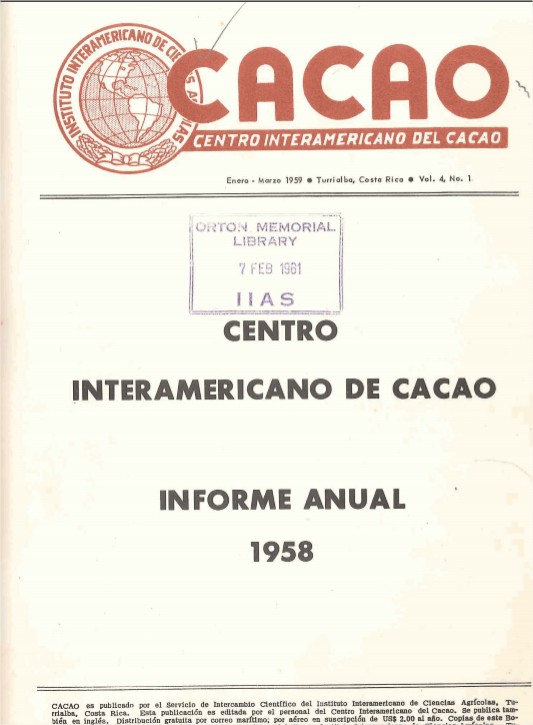 INSTITUTO INTERAMERICANO DE CIENCIAS AGRICOLAS
CACAO
CENTRO INTERAMERICANO DEL CACAO
Enero - Marzo 1959 ● Turrialba, Costa Rica ● Vol. 4, No. 1
ORTON MEMORIAL
LIBRARY
7 FEB 1961
IIAS
CENTRO
INTERAMERICANO DE CACAO
INFORME ANUAL
1958
CACAO es publicado por el Servicio de Intercambio Científico del Instituto Interamericano de Ciencias Agrícolas, Tu-
rrialba, Costa Rica. Esta publicación es editada por el personal del Centro Interamericano del Cacao. Se publica tam-
bién en inglés. Distribución gratuita por correo marítimo; por aéreo en suscripción de US$ 2.00 al año. Copias de este Bo-